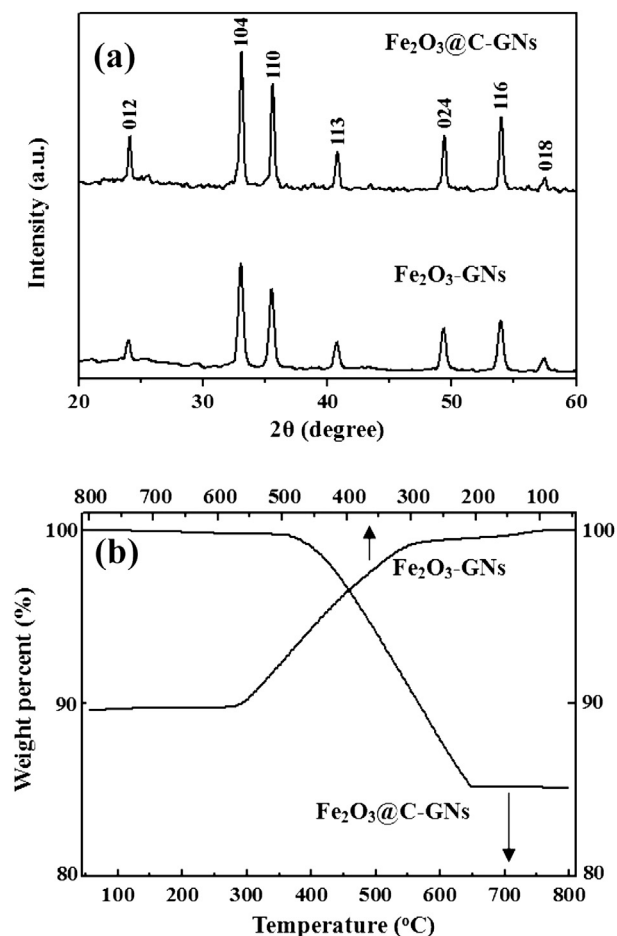 (a)
Fe₂O₃@C-GNs
012
104
110
113
024
116
018
Fe₂O₃-GNs
Intensity (a.u.)
20 30 40 50 60
2θ (degree)
800 700 600 500 400 300 200 100
(b)
100 100
90 90
80 80
Fe₂O₃-GNs
Fe₂O₃@C-GNs
Weight percent (%)
100 200 300 400 500 600 700 800
Temperature (°C)